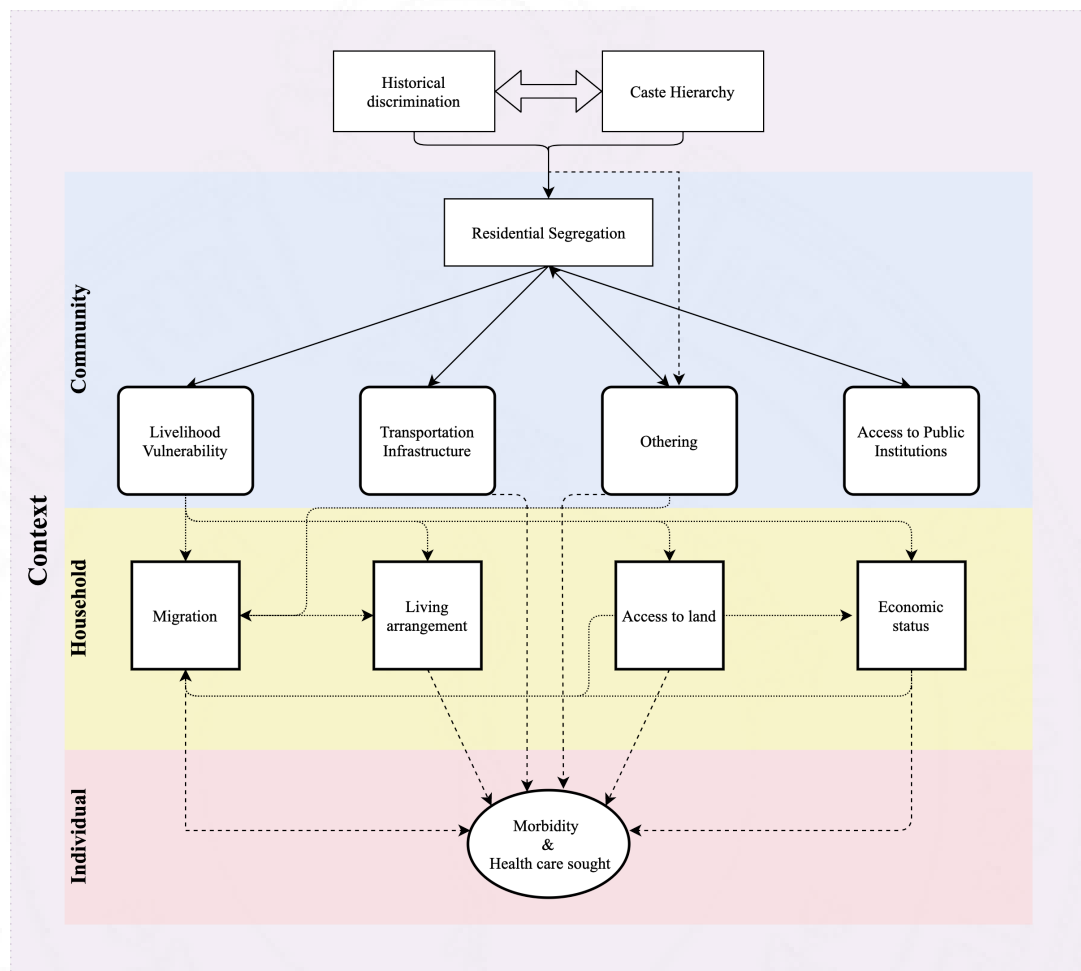 Historical
discrimination
Caste Hierarchy
Residential Segregation
Community
Livelihood
Vulnerability
Transportation
Infrastructure
Othering
Access to Public
Institutions
Context
Household
Migration
Living
arrangement
Access to land
Economic
status
Individual
Morbidity
&
Health care sought